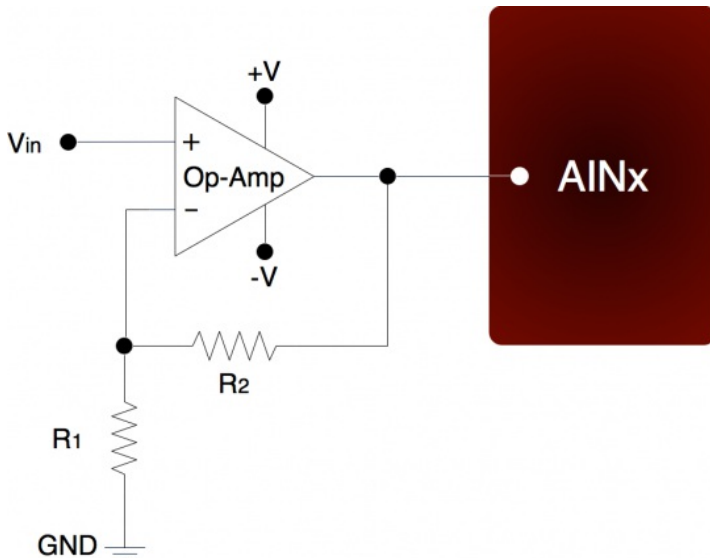 +V
Vin
+
Op-Amp
AINx
−
-V
R2
R1
GND